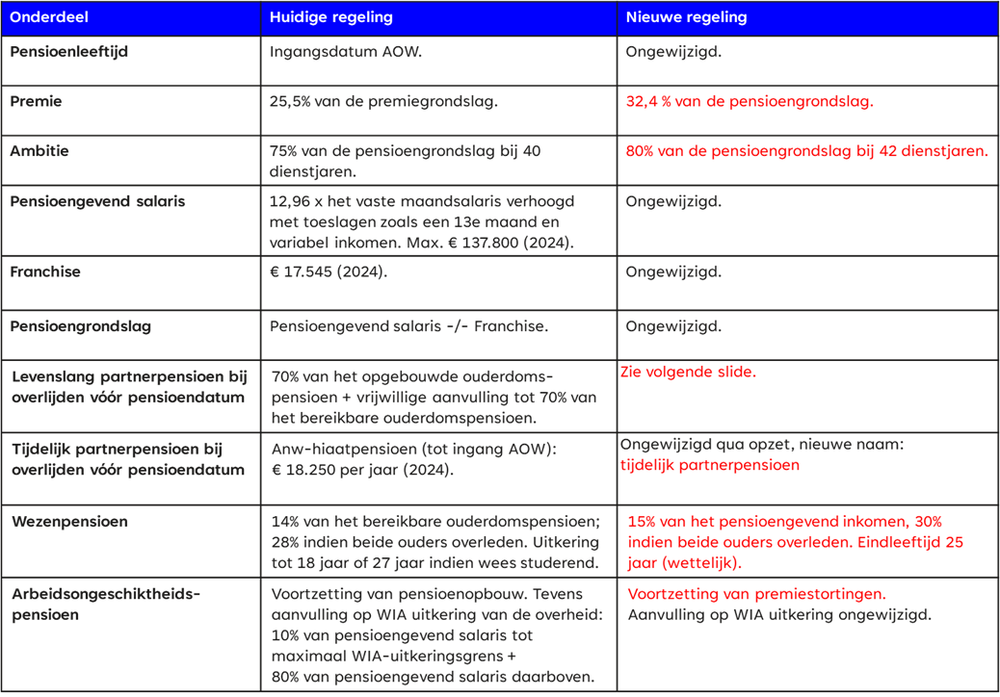 Onderdeel
Huidige regeling
Nieuwe regeling
Pensioenleeftijd
Ingangsdatum AOW.
Ongewijzigd.
Premie
25,5% van de premiegrondslag.
32,4 % van de pensioengrondslag.
Ambitie
75% van de pensioengrondslag bij 40
dienstjaren.
80% van de pensioengrondslag bij 42 dienstjaren.
Pensioengevend salaris
12,96 x het vaste maandsalaris verhoogd
met toeslagen zoals een 13e maand en
variabel inkomen. Max. € 137.800 (2024).
Ongewijzigd.
Franchise
€ 17.545 (2024).
Ongewijzigd.
Pensioengrondslag
Pensioengevend salaris -/- Franchise.
Ongewijzigd.
Levenslang partnerpensioen bij
overlijden vóór pensioendatum
70% van het opgebouwde ouderdoms-
pensioen + vrijwillige aanvulling tot 70% van
het bereikbare ouderdomspensioen.
Zie volgende slide.
Tijdelijk partnerpensioen bij
overlijden vóór pensioendatum
Anw-hiaatpensioen (tot ingang AOW):
€ 18.250 per jaar (2024).
Ongewijzigd qua opzet, nieuwe naam:
tijdelijk partnerpensioen
Wezenpensioen
14% van het bereikbare ouderdomspensioen;
28% indien beide ouders overleden. Uitkering
tot 18 jaar of 27 jaar indien wees studerend.
15% van het pensioengevend inkomen, 30%
indien beide ouders overleden. Eindleeftijd 25
jaar (wettelijk).
Arbeidsongeschiktheids-
pensioen
Voortzetting van pensioenopbouw. Tevens
aanvulling op WIA uitkering van de overheid:
10% van pensioengevend salaris tot
maximaal WIA-uitkeringsgrens +
80% van pensioengevend salaris daarboven.
Voortzetting van premiestortingen.
Aanvulling op WIA uitkering ongewijzigd.